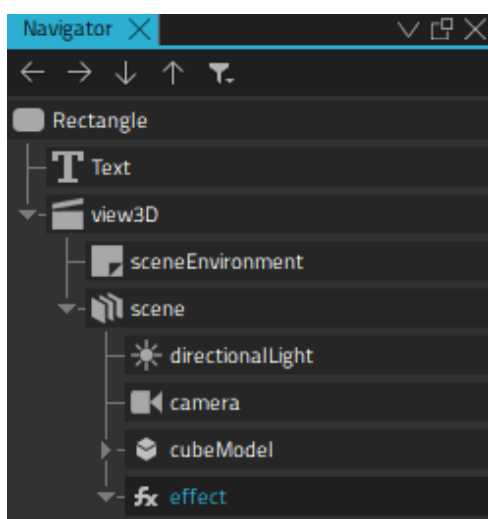 Navigator
Rectangle
Text
view3D
sceneEnvironment
scene
directionalLight
camera
cubeModel
effect